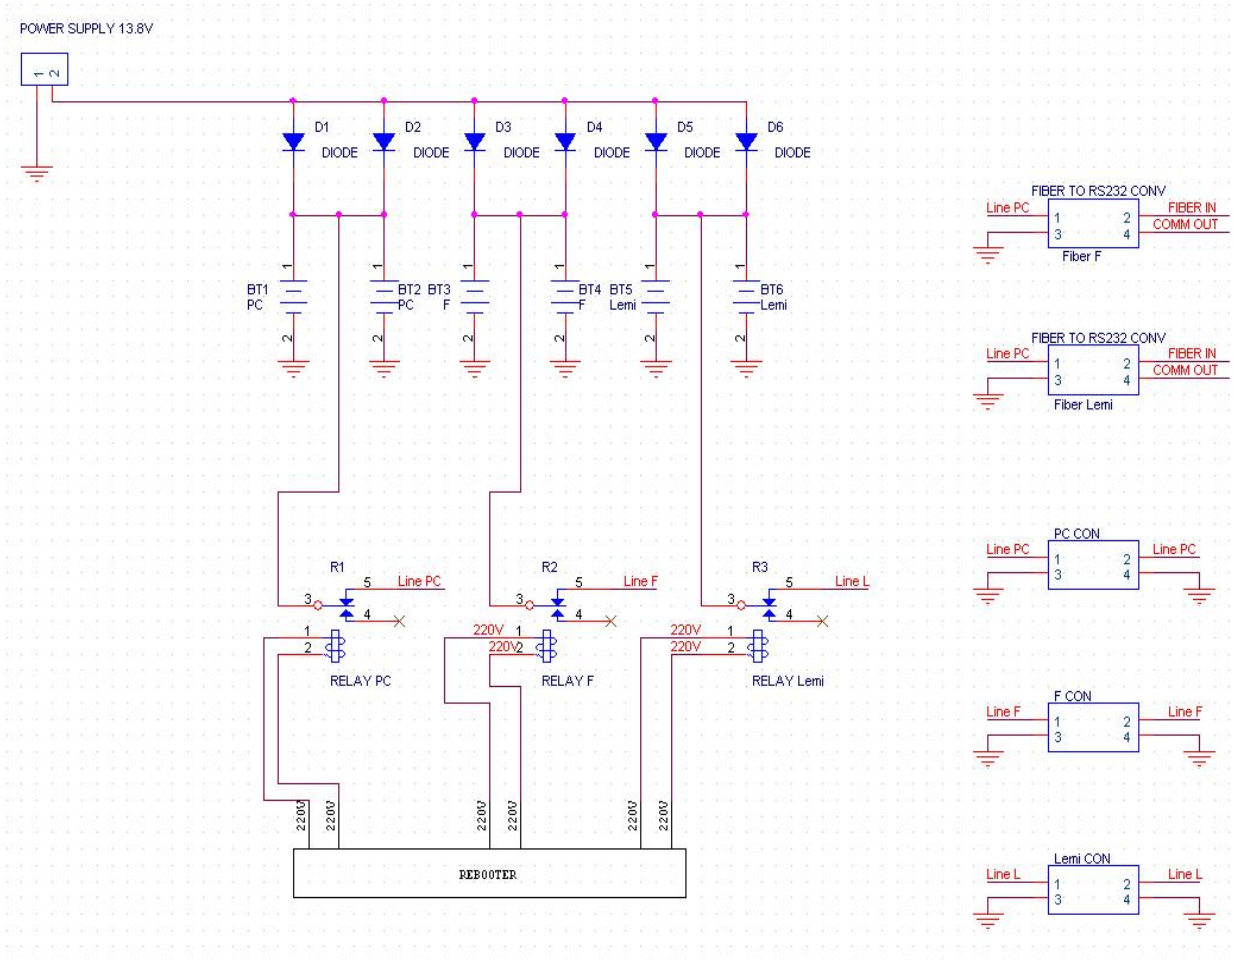 POWER SUPPLY 13.8V
1 2
D1 D2 D3 D4 D5 D6
DIODE DIODE DIODE DIODE DIODE DIODE
1 1 1 1 1 1
BT1 BT2 BT3 BT4 BT5 BT6
PC PC F F Lemi Lemi
2 2 2 2 2 2
FIBER TO RS232 CONV
Line PC 1 2 FIBER IN
3 4 COMM OUT
Fiber F
FIBER TO RS232 CONV
Line PC 1 2 FIBER IN
3 4 COMM OUT
Fiber Lemi
PC CON
Line PC 1 2 Line PC
3 4
R1 R2 R3
5 Line PC 5 Line F 5 Line L
3 3 3
4 4 4
1 220V 1 220V 1
2 220V 2 220V 2
RELAY PC RELAY F RELAY Lemi
F CON
Line F 1 2 Line F
3 4
220V 220V 220V 220V 220V 220V
REBOOTER
Lemi CON
Line L 1 2 Line L
3 4